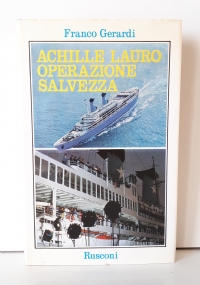 Franco Gerardi
ACHILLE LAURO
OPERAZIONE
SALVEZZA
Rusconi